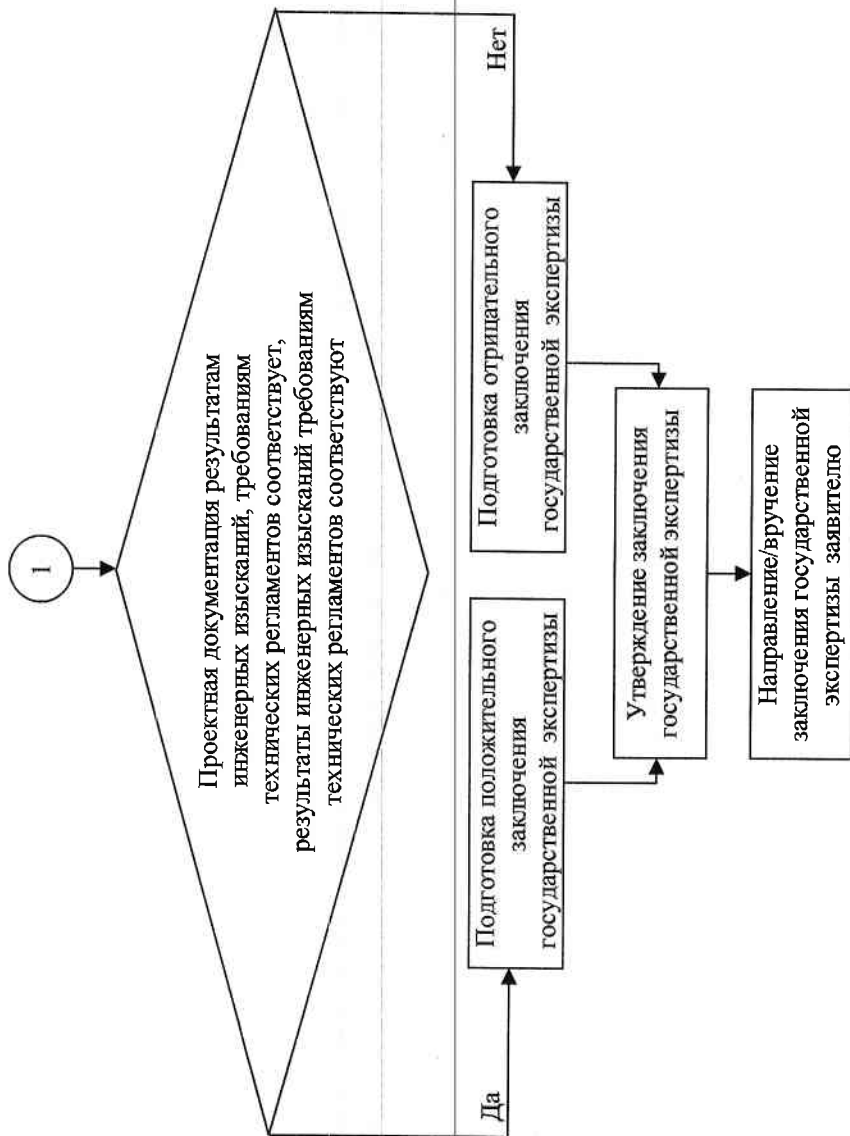 1
Проектная документация результатам
инженерных изысканий, требованиям
технических регламентов соответствует,
результаты инженерных изысканий требованиям
технических регламентов соответствуют
Да
Нет
Подготовка положительного
заключения
государственной экспертизы
Подготовка отрицательного
заключения
государственной экспертизы
Утверждение заключения
государственной экспертизы
Направление/вручение
заключения государственной
экспертизы заявителю